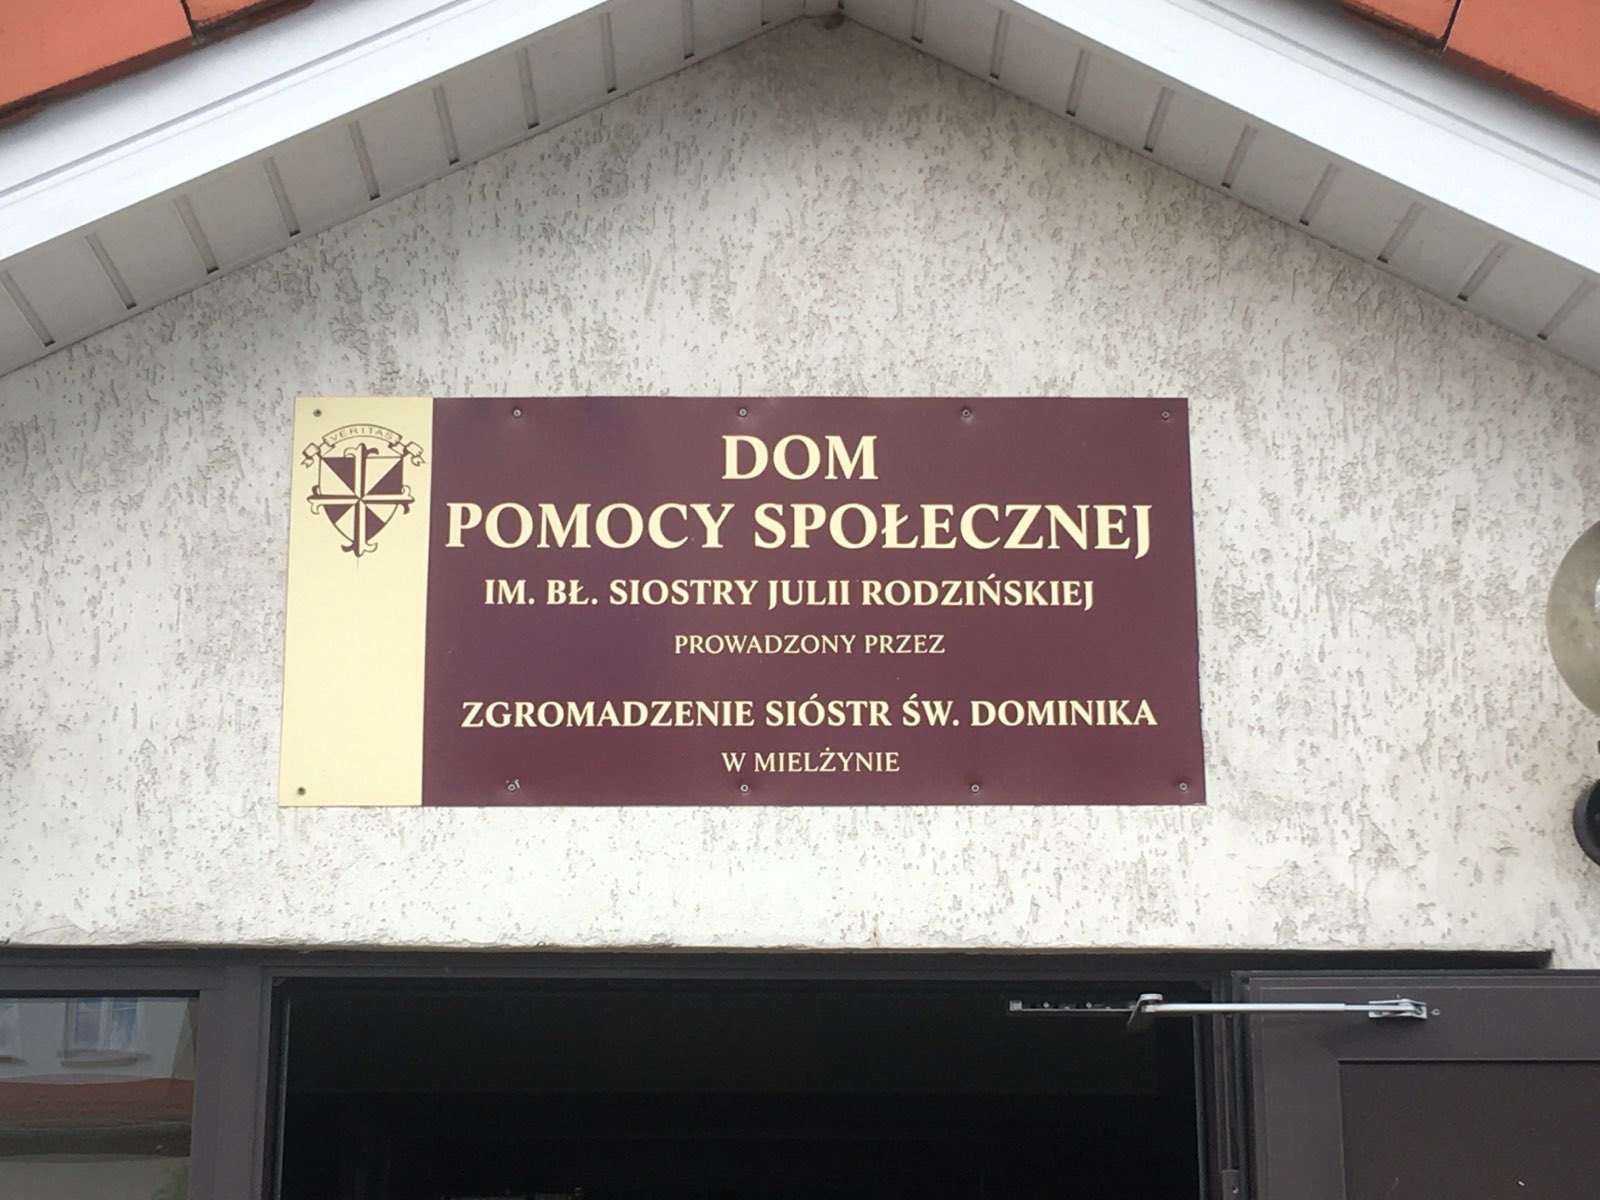 VERITAS
DOM
POMOCY SPOŁECZNEJ
IM. BŁ. SIOSTRY JULII RODZIŃSKIEJ
PROWADZONY PRZEZ
ZGROMADZENIE SIÓSTR ŚW. DOMINIKA
W MIELŻYNIE